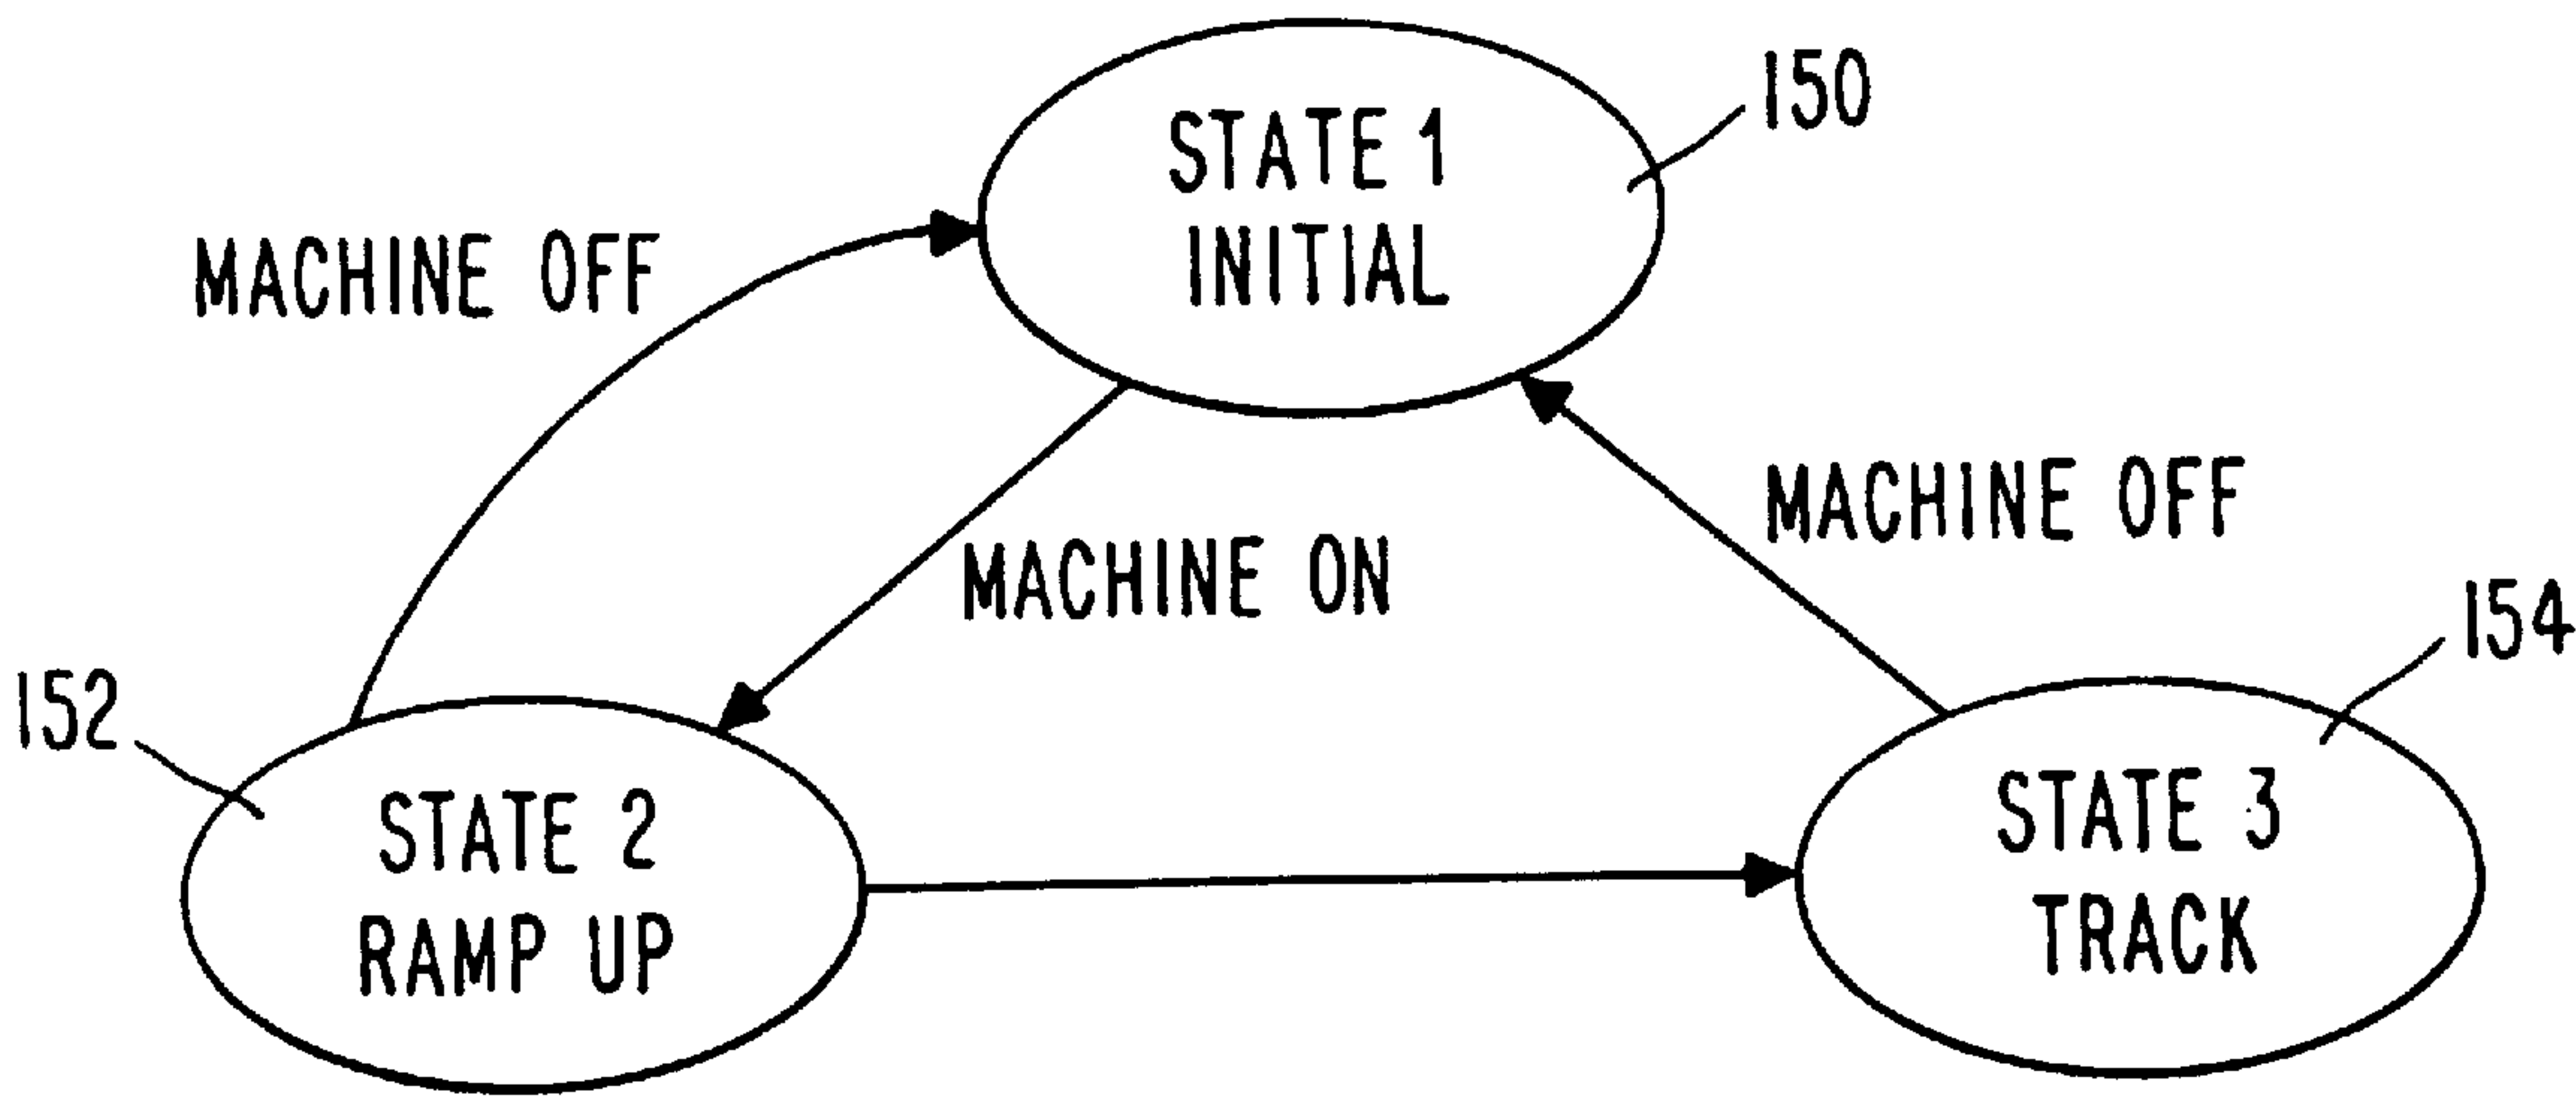 150
STATE 1
INITIAL
MACHINE OFF
MACHINE ON
MACHINE OFF
154
152
STATE 2
RAMP UP
STATE 3
TRACK